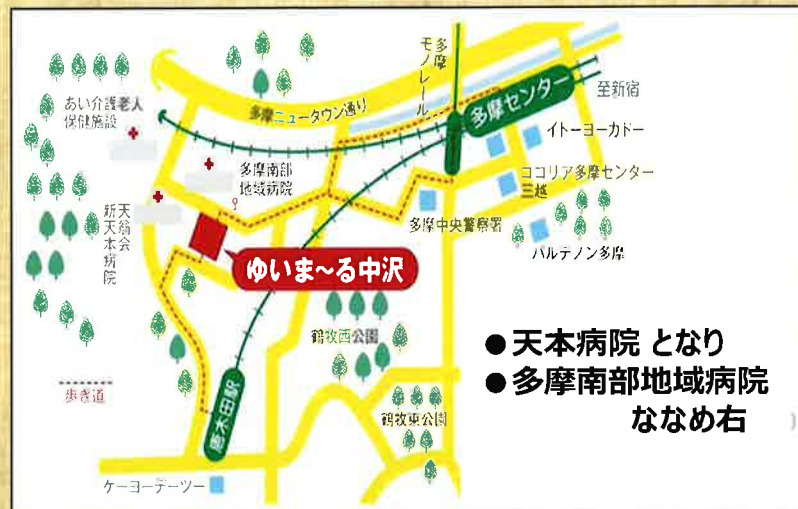 多摩
モノレール
多摩センター
至新宿
多摩ニュータウン通り
あい介護老人
保健施設
イトーヨーカドー
多摩南部
地域病院
ココリア多摩センター
三越
天翁会
新天本病院
多摩中央警察署
パルテノン多摩
ゆいま～る中沢
鶴牧西公園
●天本病院 となり
●多摩南部地域病院
ななめ右
歩き道
唐木田駅
鶴牧東公園
ケーヨーデーツー